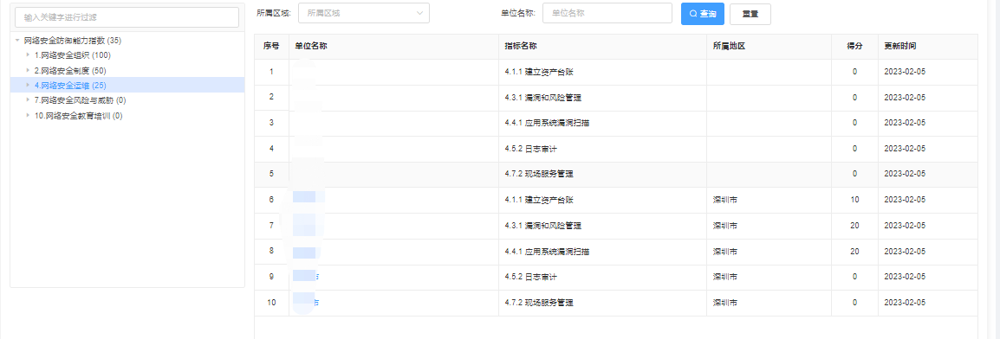 输入关键字进行过滤
网络安全防御能力指数 (35)
1.网络安全组织 (100)
2.网络安全制度 (50)
4.网络安全运维 (25)
7.网络安全风险与威胁 (0)
10.网络安全教育培训 (0)
所属区域: 所属区域 单位名称: 单位名称 查询 重置
序号 单位名称 指标名称 所属地区 得分 更新时间
1 4.1.1 建立资产台账 0 2023-02-05
2 4.3.1 漏洞和风险管理 0 2023-02-05
3 4.4.1 应用系统漏洞扫描 0 2023-02-05
4 4.5.2 日志审计 0 2023-02-05
5 4.7.2 现场服务管理 0 2023-02-05
6 4.1.1 建立资产台账 深圳市 10 2023-02-05
7 4.3.1 漏洞和风险管理 深圳市 20 2023-02-05
8 4.4.1 应用系统漏洞扫描 深圳市 20 2023-02-05
9 4.5.2 日志审计 深圳市 0 2023-02-05
10 4.7.2 现场服务管理 深圳市 0 2023-02-05